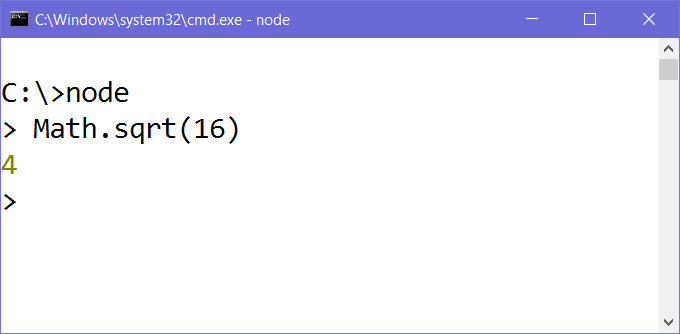 C:\Windows\system32\cmd.exe - node
C:\>node
> Math.sqrt(16)
4
>